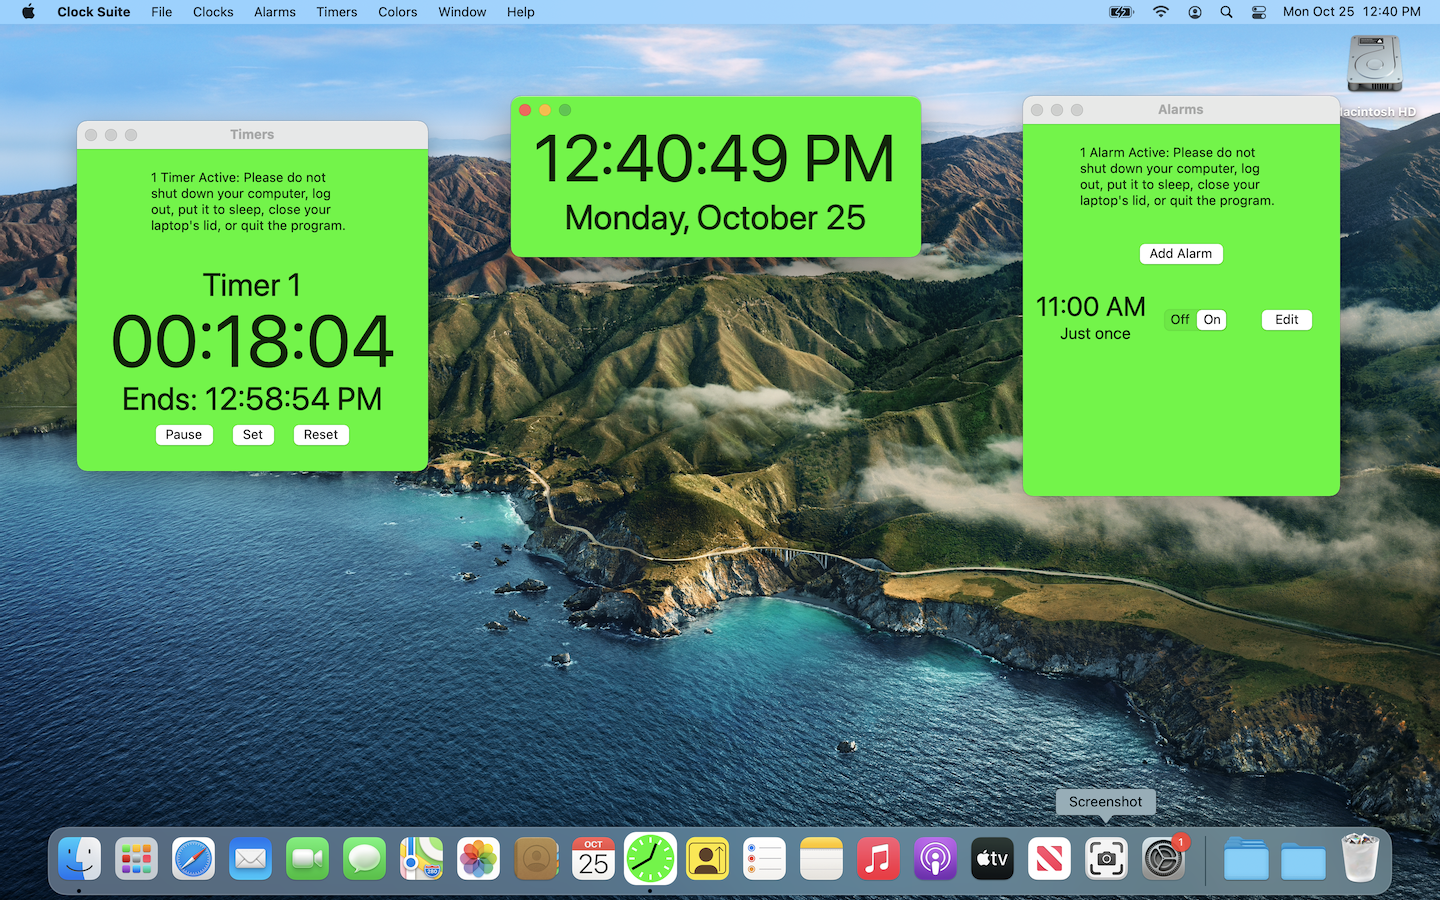 Clock Suite File Clocks Alarms Timers Colors Window Help Mon Oct 25 12:40 PM
Timers
1 Timer Active: Please do not
shut down your computer, log
out, put it to sleep, close your
laptop's lid, or quit the program.
Timer 1
00:18:04
Ends: 12:58:54 PM
Pause Set Reset
12:40:49 PM
Monday, October 25
Alarms
1 Alarm Active: Please do not
shut down your computer, log
out, put it to sleep, close your
laptop's lid, or quit the program.
Add Alarm
11:00 AM
Just once
Off On
Edit
acintosh HD
Screenshot
OCT
25
tv
1
280